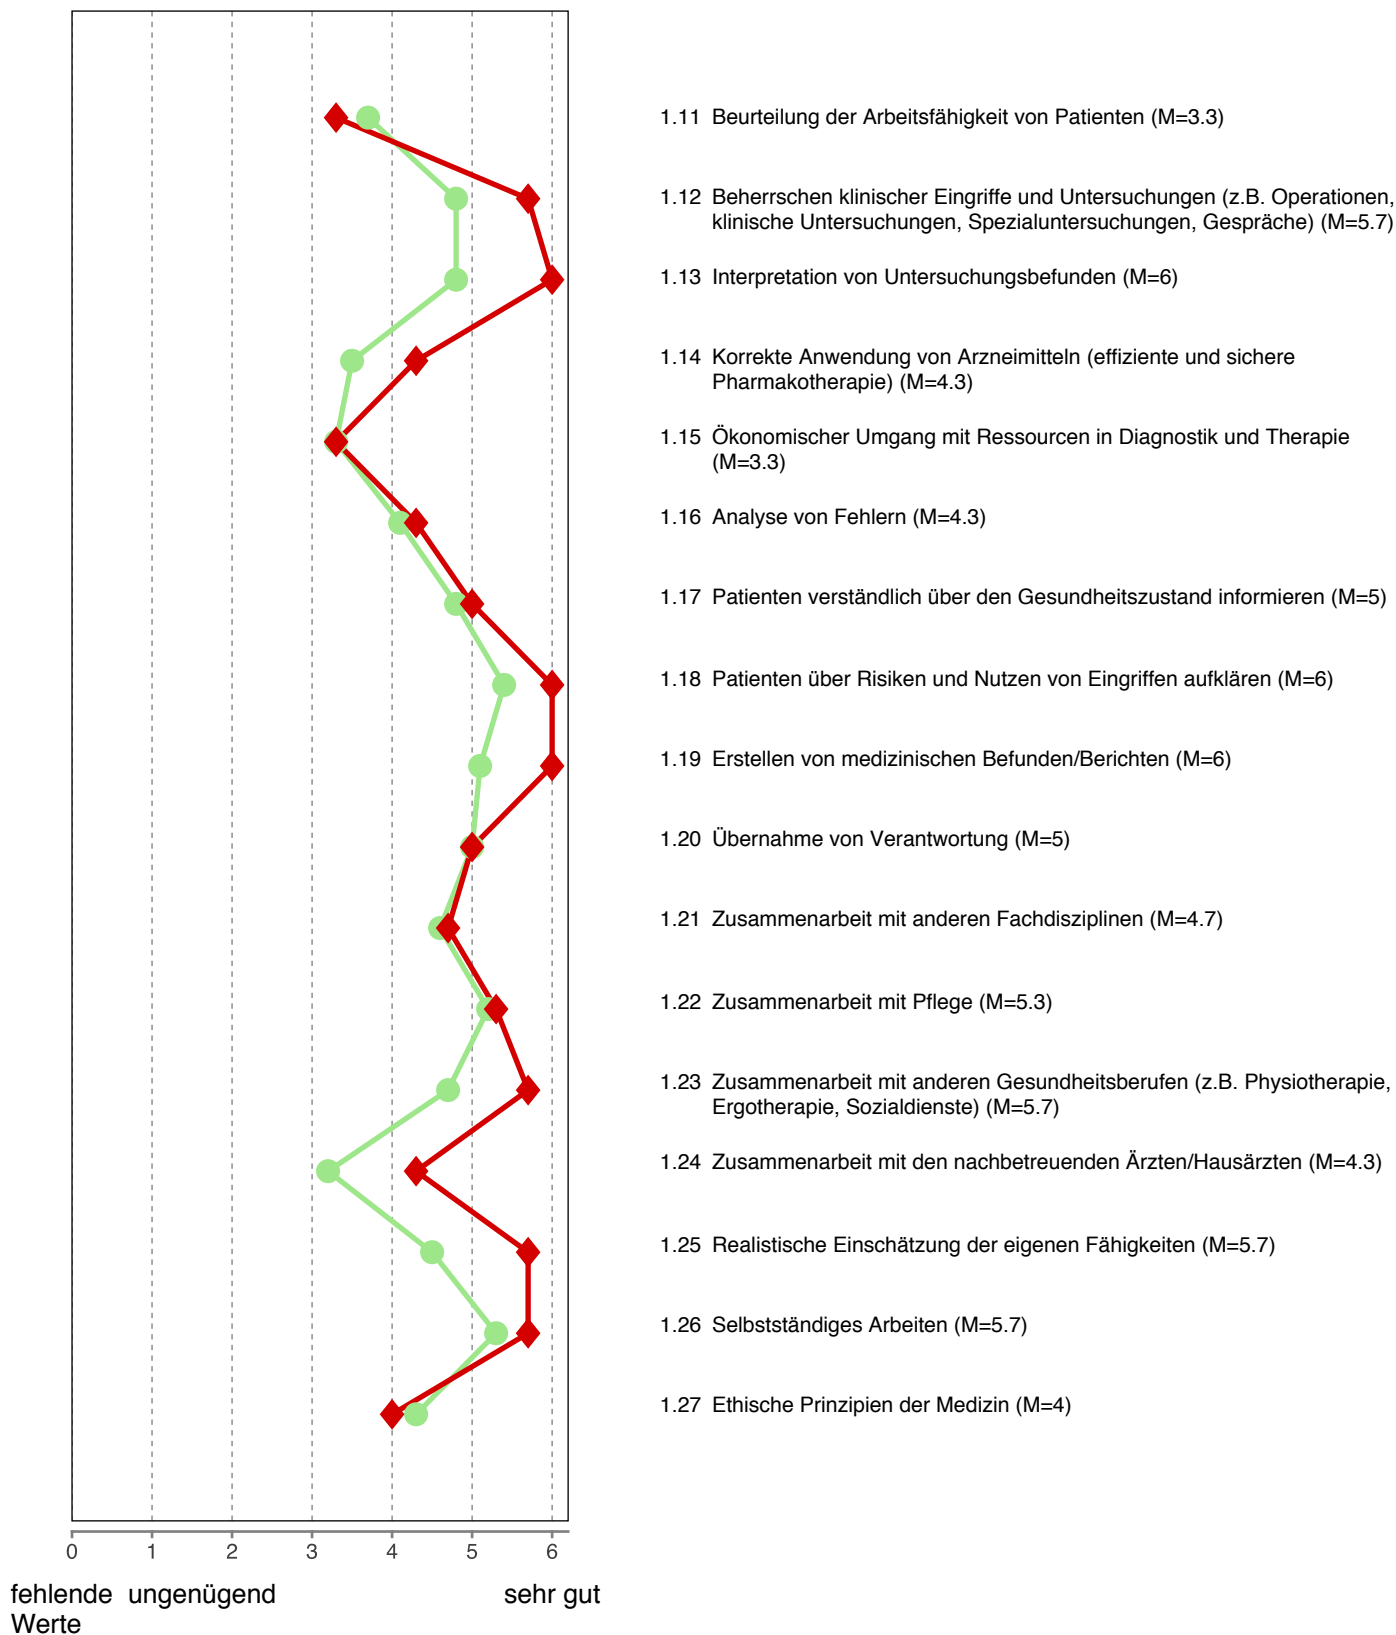 1.11 Beurteilung der Arbeitsfähigkeit von Patienten (M=3.3)
1.12 Beherrschen klinischer Eingriffe und Untersuchungen (z.B. Operationen,
klinische Untersuchungen, Spezialuntersuchungen, Gespräche) (M=5.7)
1.13 Interpretation von Untersuchungsbefunden (M=6)
1.14 Korrekte Anwendung von Arzneimitteln (effiziente und sichere
Pharmakotherapie) (M=4.3)
1.15 Ökonomischer Umgang mit Ressourcen in Diagnostik und Therapie
(M=3.3)
1.16 Analyse von Fehlern (M=4.3)
1.17 Patienten verständlich über den Gesundheitszustand informieren (M=5)
1.18 Patienten über Risiken und Nutzen von Eingriffen aufklären (M=6)
1.19 Erstellen von medizinischen Befunden/Berichten (M=6)
1.20 Übernahme von Verantwortung (M=5)
1.21 Zusammenarbeit mit anderen Fachdisziplinen (M=4.7)
1.22 Zusammenarbeit mit Pflege (M=5.3)
1.23 Zusammenarbeit mit anderen Gesundheitsberufen (z.B. Physiotherapie,
Ergotherapie, Sozialdienste) (M=5.7)
1.24 Zusammenarbeit mit den nachbetreuenden Ärzten/Hausärzten (M=4.3)
1.25 Realistische Einschätzung der eigenen Fähigkeiten (M=5.7)
1.26 Selbstständiges Arbeiten (M=5.7)
1.27 Ethische Prinzipien der Medizin (M=4)
0 1 2 3 4 5 6
fehlende ungenügend sehr gut
Werte